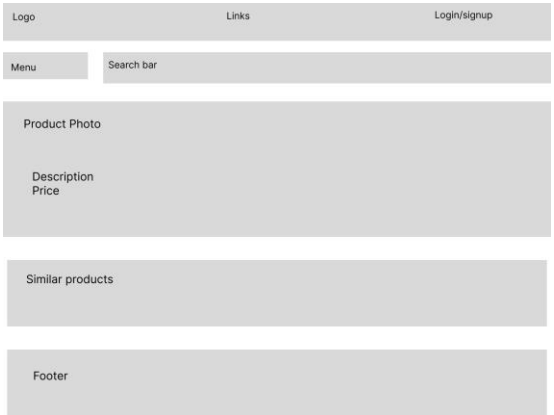 Logo
Links
Login/signup
Menu
Search bar
Product Photo
Description
Price
Similar products
Footer